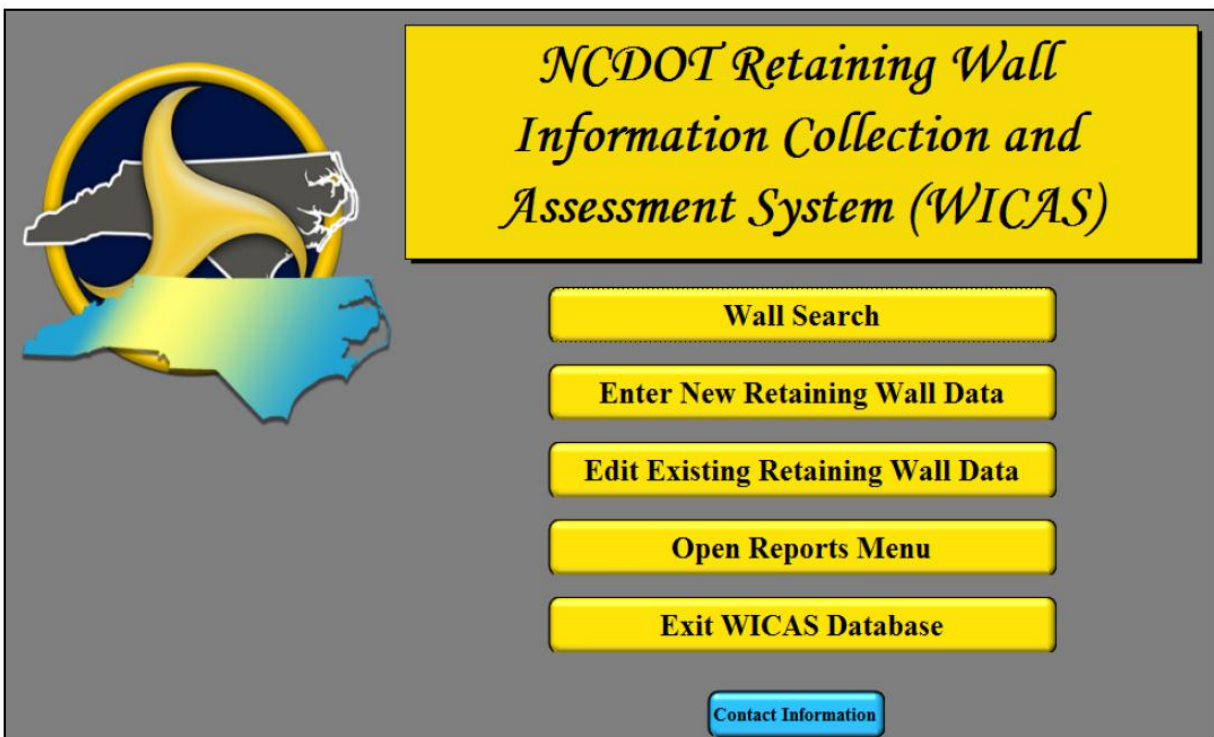 NCDOT Retaining Wall
Information Collection and
Assessment System (WICAS)
Wall Search
Enter New Retaining Wall Data
Edit Existing Retaining Wall Data
Open Reports Menu
Exit WICAS Database
Contact Information